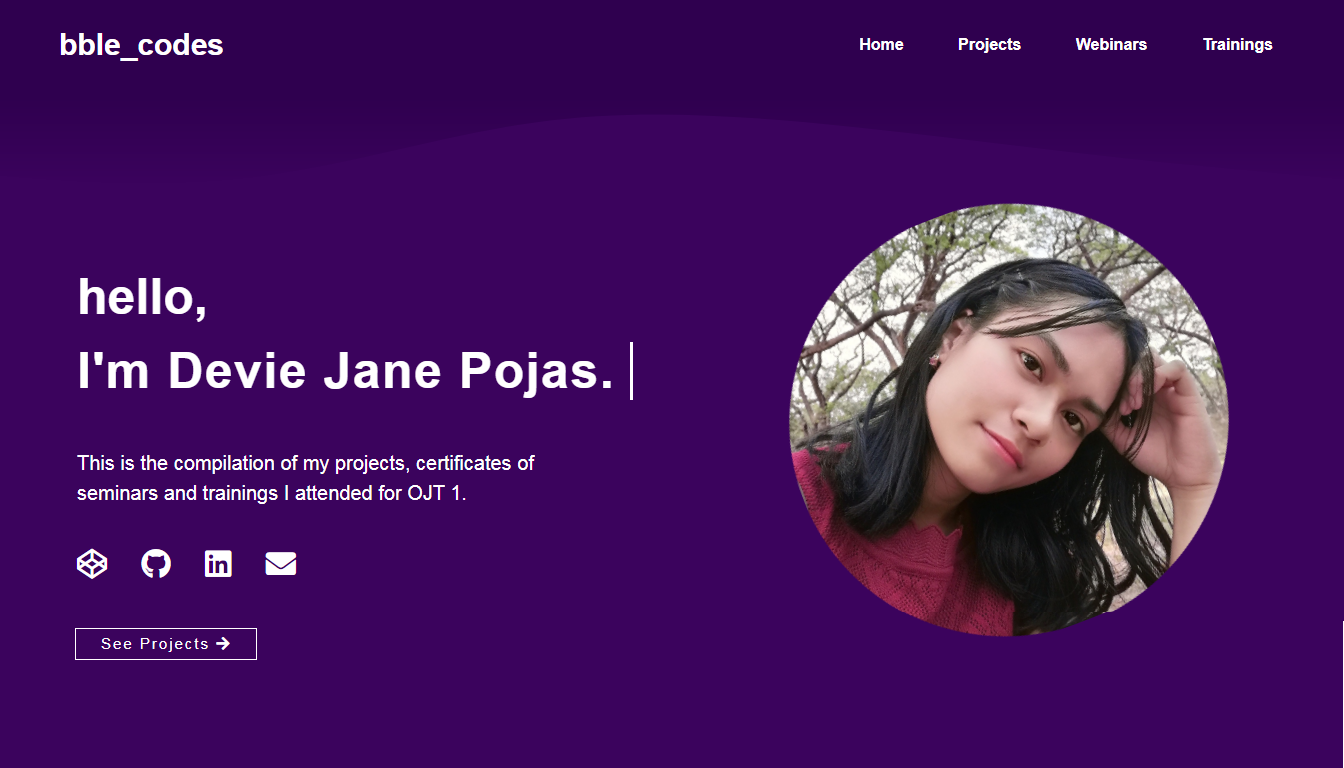 bble_codes
Home Projects Webinars Trainings
hello,
I'm Devie Jane Pojas.
This is the compilation of my projects, certificates of
seminars and trainings I attended for OJT 1.
in
See Projects